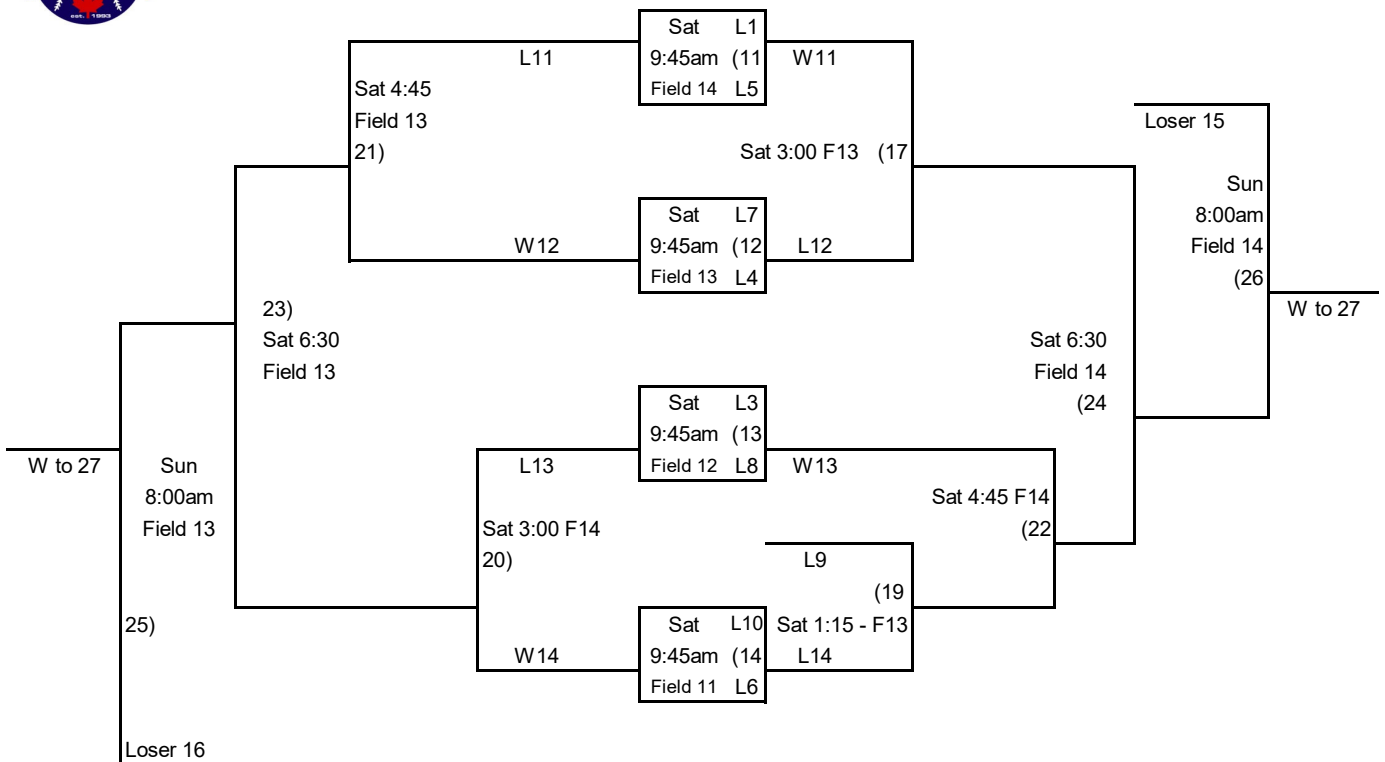 est. 1993
Sat L1
L11 9:45am (11 W11
Sat 4:45 Field 14 L5
Field 13 Loser 15
21) Sat 3:00 F13 (17
Sun
Sat L7 8:00am
W12 9:45am (12 L12 Field 14
Field 13 L4 (26
23) W to 27
Sat 6:30 Sat 6:30
Field 13 Field 14
Sat L3 (24
9:45am (13
W to 27 Sun L13 Field 12 L8 W13
8:00am Sat 4:45 F14
Field 13 Sat 3:00 F14 (22
20) L9
(19
25) Sat L10 Sat 1:15 - F13
W14 9:45am (14 L14
Field 11 L6
Loser 16